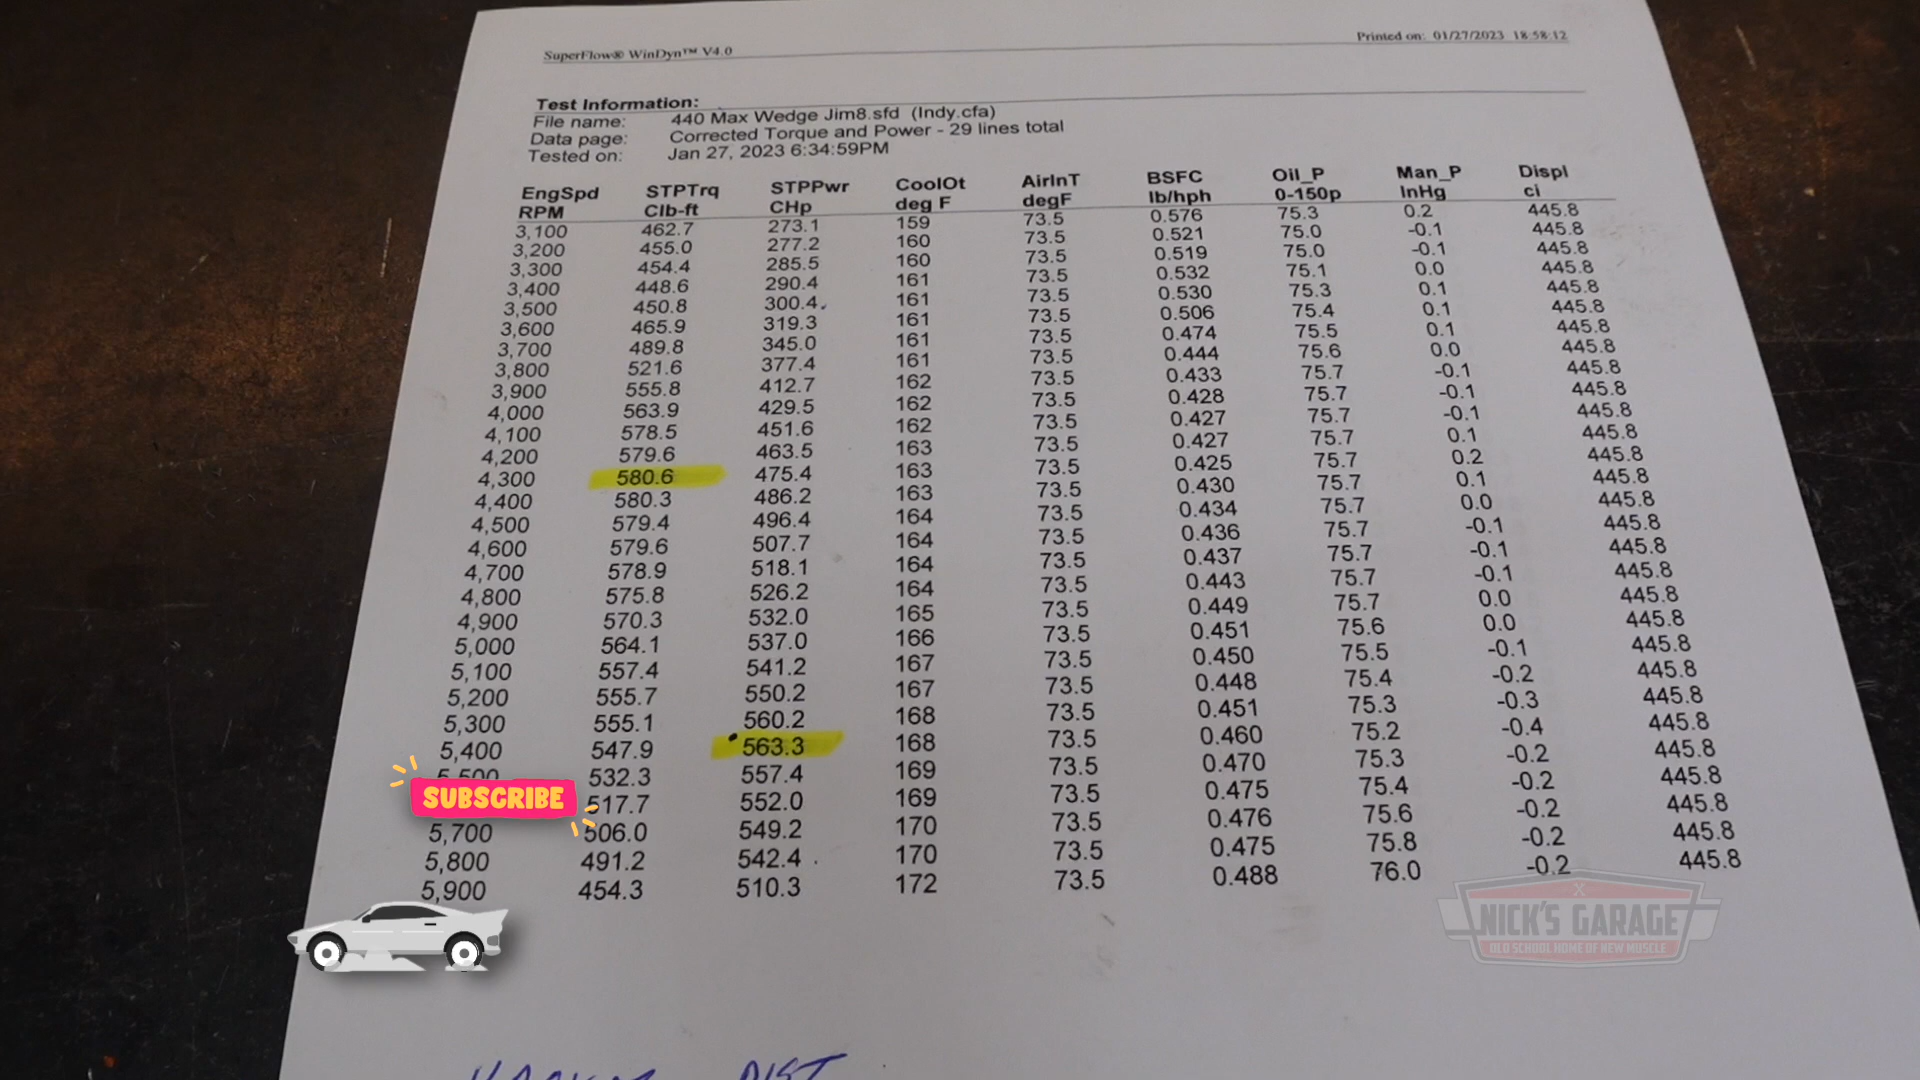 SuperFlow® WinDyn™ V4.0
Printed on: 01/27/2023 18:58:12
Test Information:
File name: 440 Max Wedge Jim8.sfd (Indy.cfa)
Data page: Corrected Torque and Power - 29 lines total
Tested on: Jan 27, 2023 6:34:59PM
EngSpd STPTrq STPPwr CoolOt AirInT BSFC Oil_P Man_P Displ
RPM Clb-ft CHp deg F degF lb/hph 0-150p InHg ci
3,100 462.7 273.1 159 73.5 0.576 75.3 0.2 445.8
3,200 455.0 277.2 160 73.5 0.521 75.0 -0.1 445.8
3,300 454.4 285.5 160 73.5 0.519 75.0 -0.1 445.8
3,400 448.6 290.4 161 73.5 0.532 75.1 0.0 445.8
3,500 450.8 300.4 161 73.5 0.530 75.3 0.1 445.8
3,600 465.9 319.3 161 73.5 0.506 75.4 0.1 445.8
3,700 489.8 345.0 161 73.5 0.474 75.5 0.1 445.8
3,800 521.6 377.4 161 73.5 0.444 75.6 0.0 445.8
3,900 555.8 412.7 162 73.5 0.433 75.7 -0.1 445.8
4,000 563.9 429.5 162 73.5 0.428 75.7 -0.1 445.8
4,100 578.5 451.6 162 73.5 0.427 75.7 -0.1 445.8
4,200 579.6 463.5 163 73.5 0.427 75.7 0.1 445.8
4,300 580.6 475.4 163 73.5 0.425 75.7 0.2 445.8
4,400 580.3 486.2 163 73.5 0.430 75.7 0.1 445.8
4,500 579.4 496.4 164 73.5 0.434 75.7 0.0 445.8
4,600 579.6 507.7 164 73.5 0.436 75.7 -0.1 445.8
4,700 578.9 518.1 164 73.5 0.437 75.7 -0.1 445.8
4,800 575.8 526.2 164 73.5 0.443 75.7 -0.1 445.8
4,900 570.3 532.0 165 73.5 0.449 75.7 0.0 445.8
5,000 564.1 537.0 166 73.5 0.451 75.6 0.0 445.8
5,100 557.4 541.2 167 73.5 0.450 75.5 -0.1 445.8
5,200 555.7 550.2 167 73.5 0.448 75.4 -0.2 445.8
5,300 555.1 560.2 168 73.5 0.451 75.3 -0.3 445.8
5,400 547.9 563.3 168 73.5 0.460 75.2 -0.4 445.8
5,500 532.3 557.4 169 73.5 0.470 75.3 -0.2 445.8
517.7 552.0 169 73.5 0.475 75.4 -0.2 445.8
5,700 506.0 549.2 170 73.5 0.476 75.6 -0.2 445.8
5,800 491.2 542.4 170 73.5 0.475 75.8 -0.2 445.8
5,900 454.3 510.3 172 73.5 0.488 76.0 -0.2 445.8
SUBSCRIBE
NICK'S GARAGE
OLD SCHOOL HOME OF NEW MUSCLE
DIST